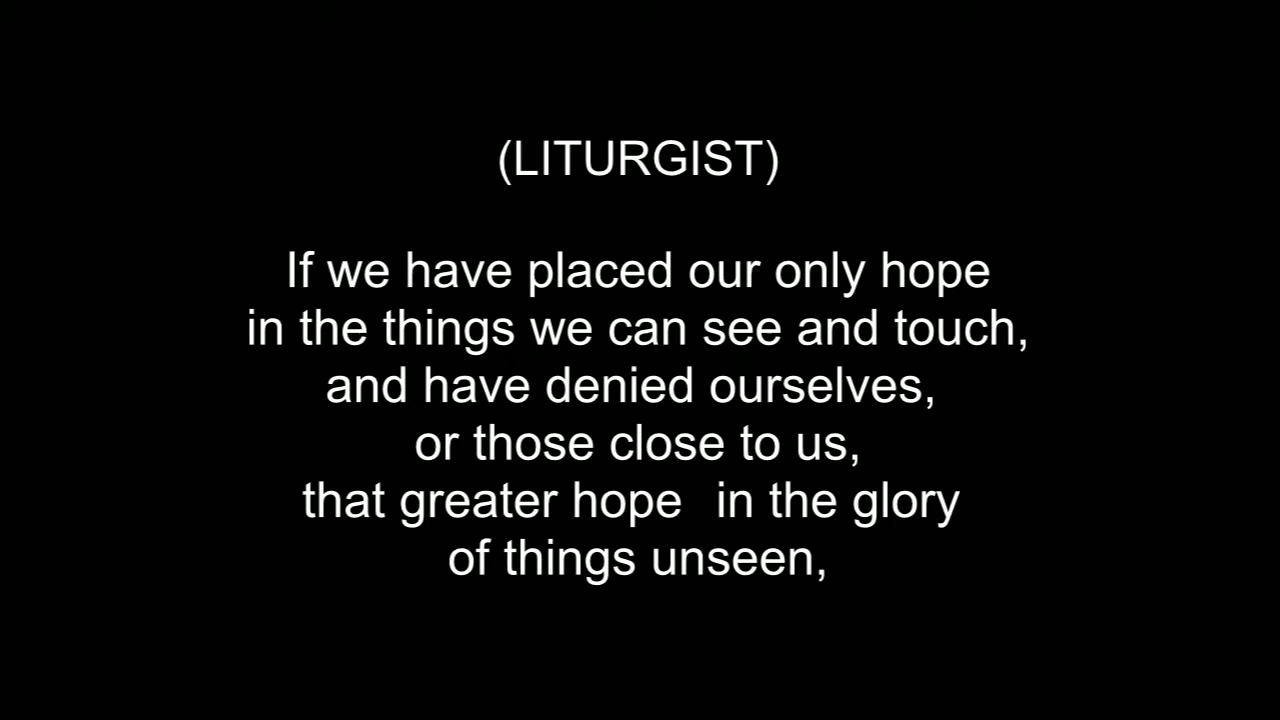 (LITURGIST)
If we have placed our only hope
in the things we can see and touch,
and have denied ourselves,
or those close to us,
that greater hope  in the glory
of things unseen,